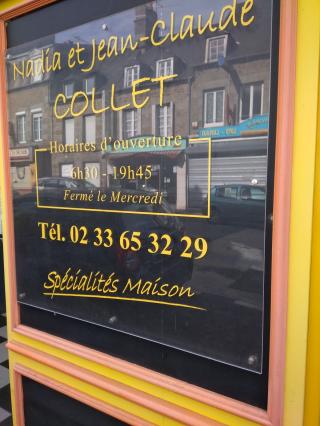 Nadia et Jean-Claude
COLLET
Horaires d'ouverture
6h30 - 19h45
Fermé le Mercredi
Tél. 02 33 65 32 29
Spécialités Maison